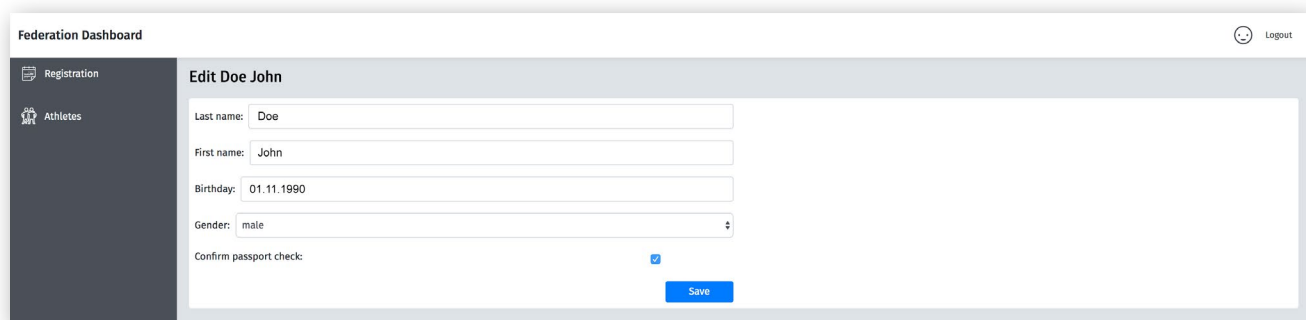 Federation Dashboard
Logout
Registration
Athletes
Edit Doe John
Last name: Doe
First name: John
Birthday: 01.11.1990
Gender: male
Confirm passport check:
Save